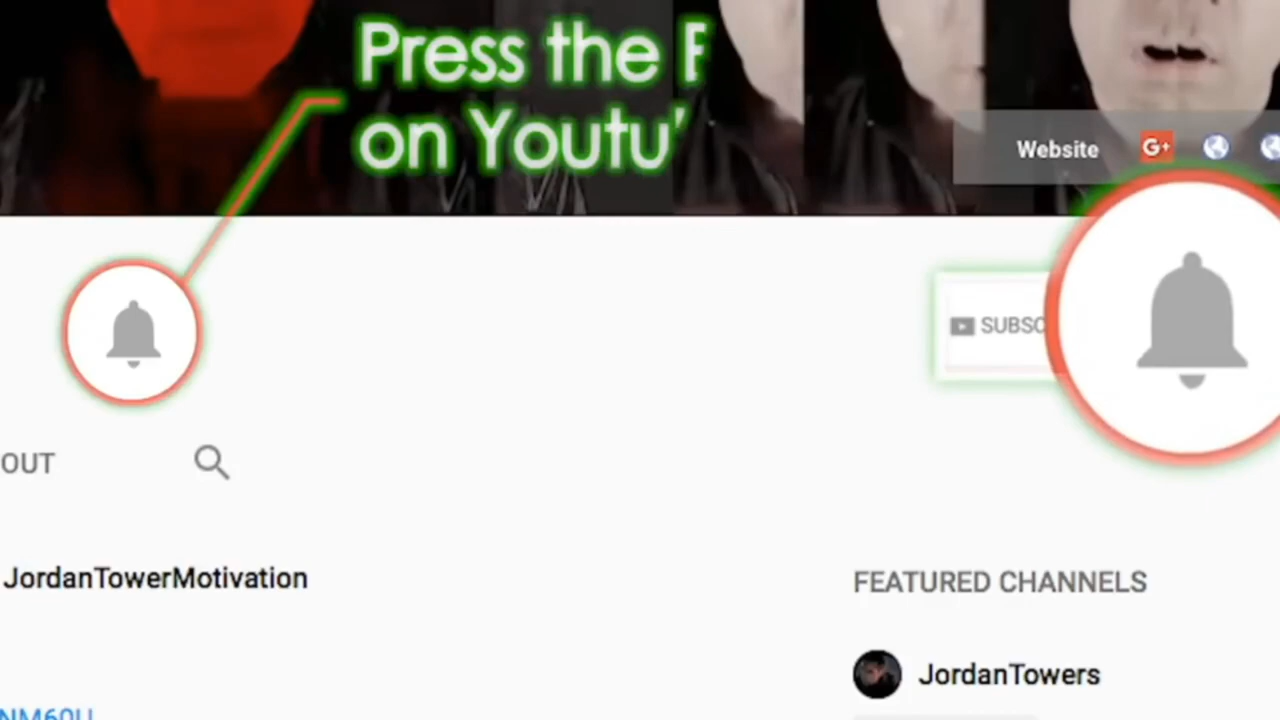 Press the
on Youtu
Website
G+
SUBSC
OUT
JordanTowerMotivation
FEATURED CHANNELS
JordanTowers